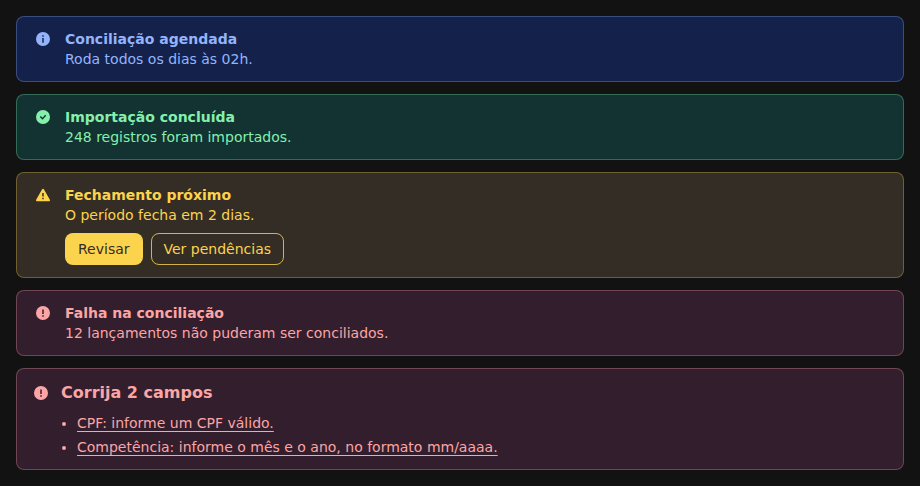 Conciliação agendada
Roda todos os dias às 02h.
Importação concluída
248 registros foram importados.
Fechamento próximo
O período fecha em 2 dias.
Revisar
Ver pendências
Falha na conciliação
12 lançamentos não puderam ser conciliados.
Corrija 2 campos
• CPF: informe um CPF válido.
• Competência: informe o mês e o ano, no formato mm/aaaa.